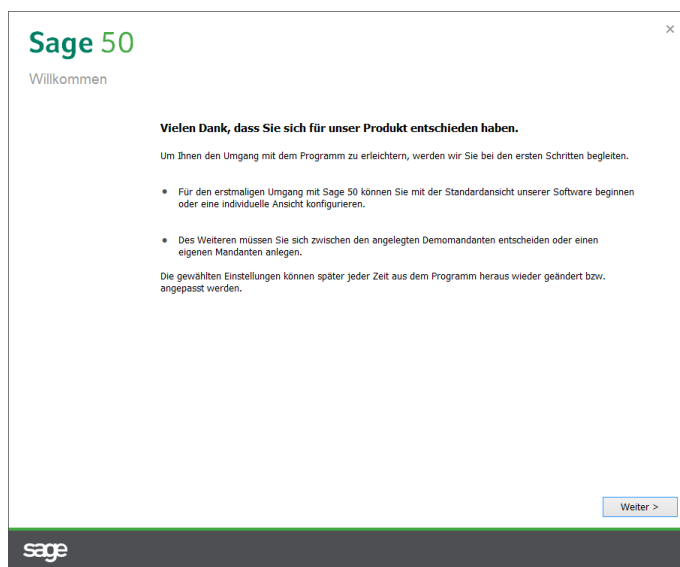 Sage 50
Willkommen
Vielen Dank, dass Sie sich für unser Produkt entschieden haben.
Um Ihnen den Umgang mit dem Programm zu erleichtern, werden wir Sie bei den ersten Schritten begleiten.
• Für den erstmaligen Umgang mit Sage 50 können Sie mit der Standardansicht unserer Software beginnen
oder eine individuelle Ansicht konfigurieren.
• Des Weiteren müssen Sie sich zwischen den angelegten Demomandanten entscheiden oder einen
eigenen Mandanten anlegen.
Die gewählten Einstellungen können später jeder Zeit aus dem Programm heraus wieder geändert bzw.
angepasst werden.
Weiter >
sage